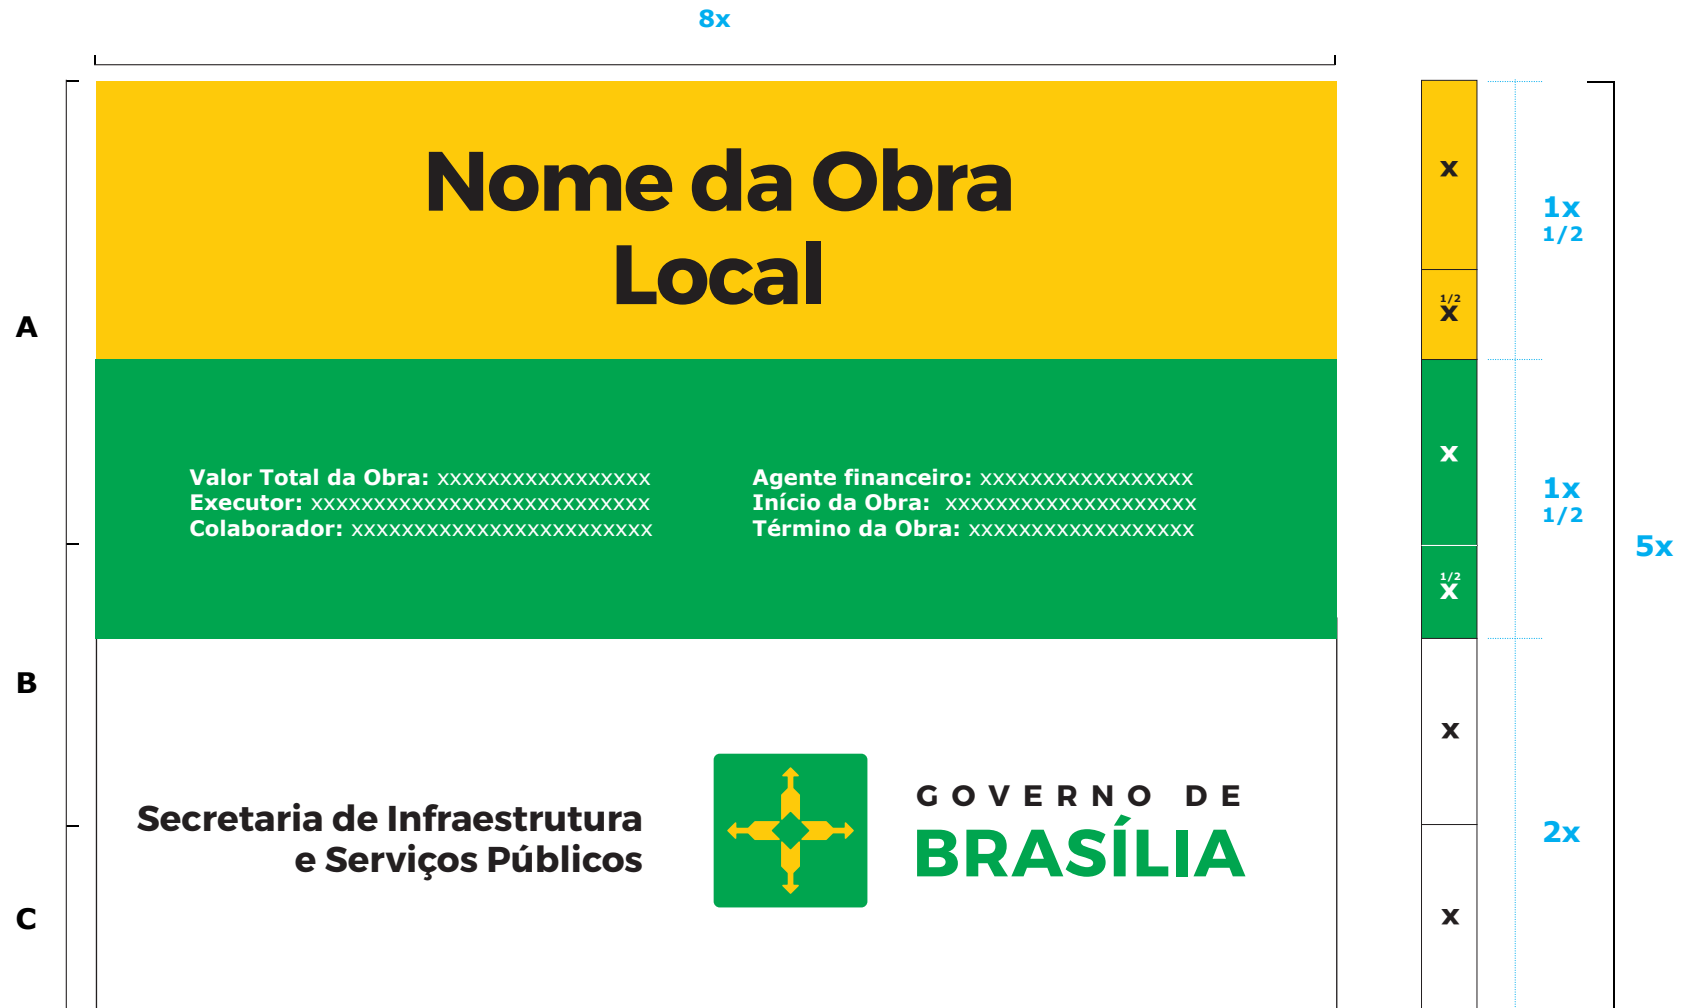 8x
Nome da Obra
Local
A
B
C
Valor Total da Obra: xxxxxxxxxxxxxxxxx
Executor: xxxxxxxxxxxxxxxxxxxxxxxxxxx
Colaborador: xxxxxxxxxxxxxxxxxxxxxxxx
Agente financeiro: xxxxxxxxxxxxxxxxx
Início da Obra: xxxxxxxxxxxxxxxxxxxx
Término da Obra: xxxxxxxxxxxxxxxxxx
Secretaria de Infraestrutura
e Serviços Públicos
GOVERNO DE
BRASÍLIA
x
1/2
x
x
1/2
x
x
x
1x
1/2
1x
1/2
2x
5x